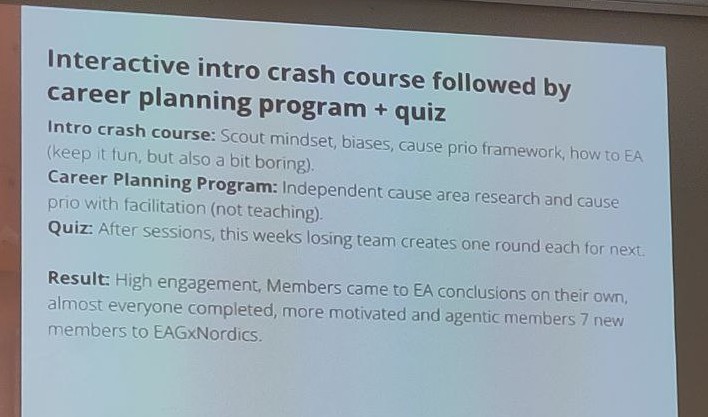 Interactive intro crash course followed by
career planning program + quiz
Intro crash course: Scout mindset, biases, cause prio framework, how to EA
(keep it fun, but also a bit boring).
Career Planning Program: Independent cause area research and cause
prio with facilitation (not teaching).
Quiz: After sessions, this weeks losing team creates one round each for next.
Result: High engagement, Members came to EA conclusions on their own,
almost everyone completed, more motivated and agentic members 7 new
members to EAGxNordics.